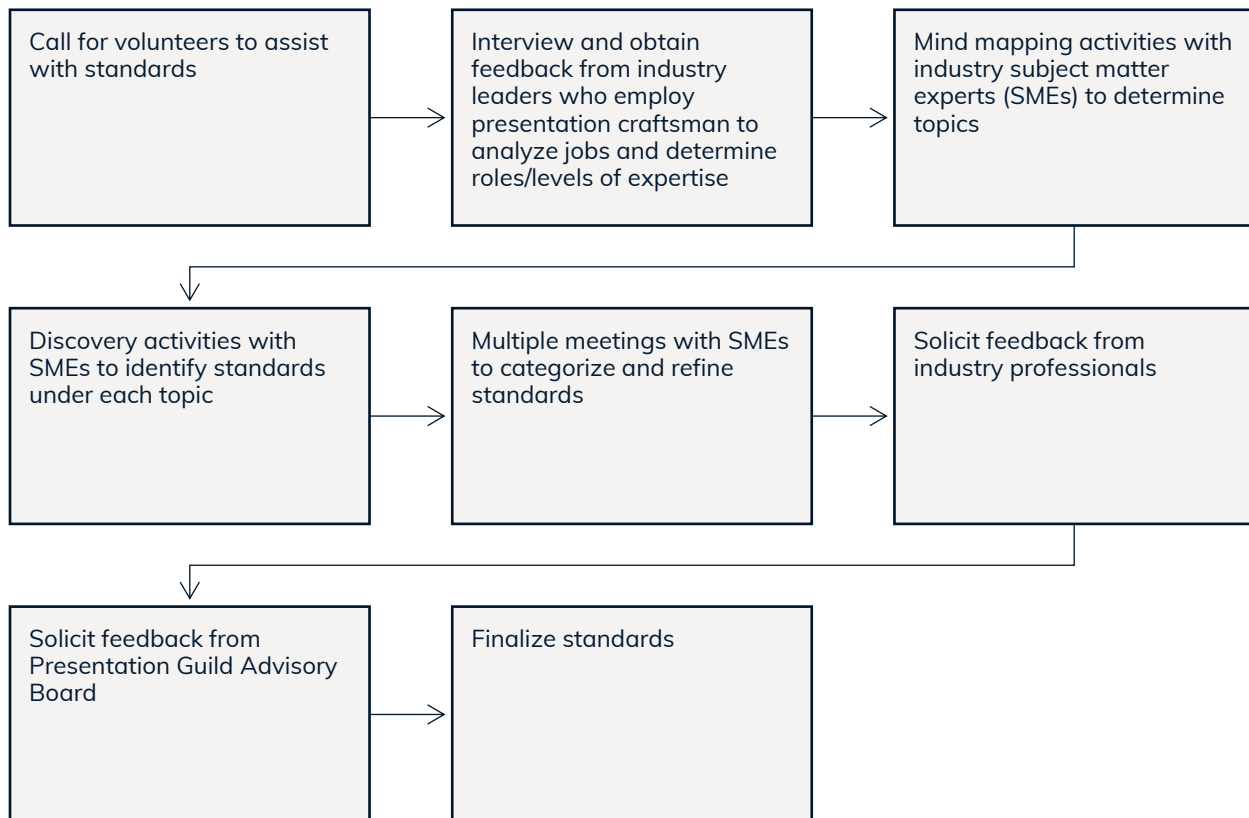 Call for volunteers to assist
with standards
Interview and obtain
feedback from industry
leaders who employ
presentation craftsman to
analyze jobs and determine
roles/levels of expertise
Mind mapping activities with
industry subject matter
experts (SMEs) to determine
topics
Discovery activities with
SMEs to identify standards
under each topic
Multiple meetings with SMEs
to categorize and refine
standards
Solicit feedback from
industry professionals
Solicit feedback from
Presentation Guild Advisory
Board
Finalize standards